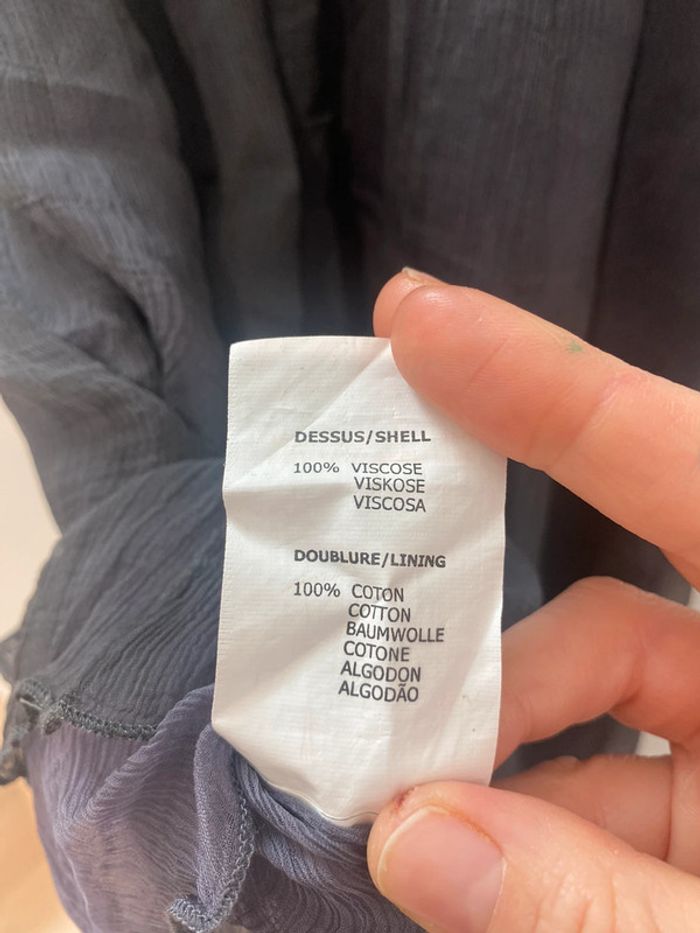 DESSUS/SHELL
100% VISCOSE
VISKOSE
VISCOSA
DOUBLURE/LINING
100% COTON
COTTON
BAUMWOLLE
COTONE
ALGODON
ALGODÃO